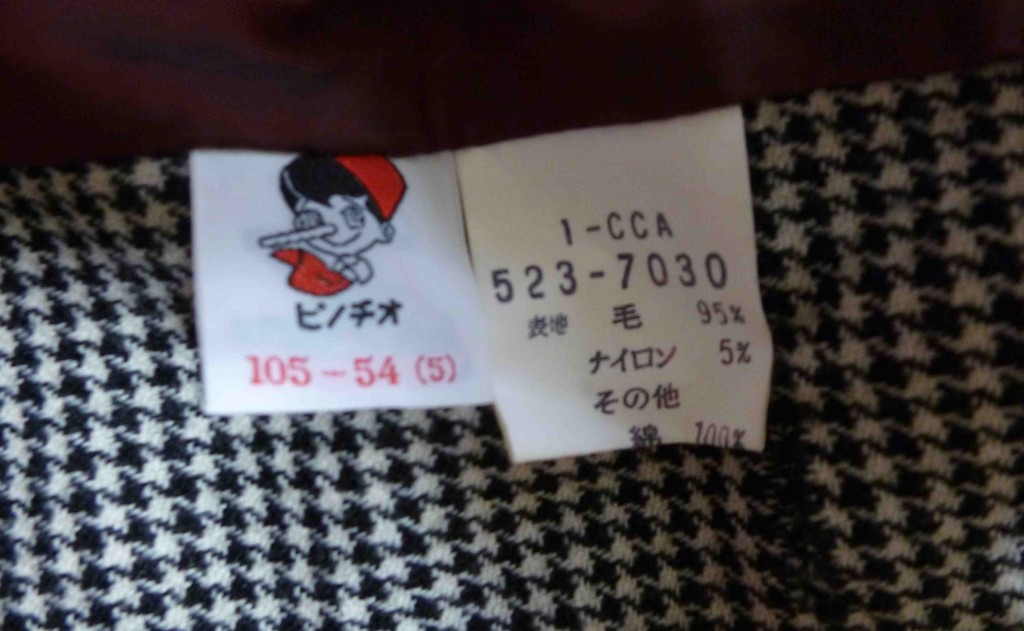 ピノチオ
105-54 (5)
1-CCA
523-7030
表地 毛 95%
ナイロン 5%
その他
綿 100%